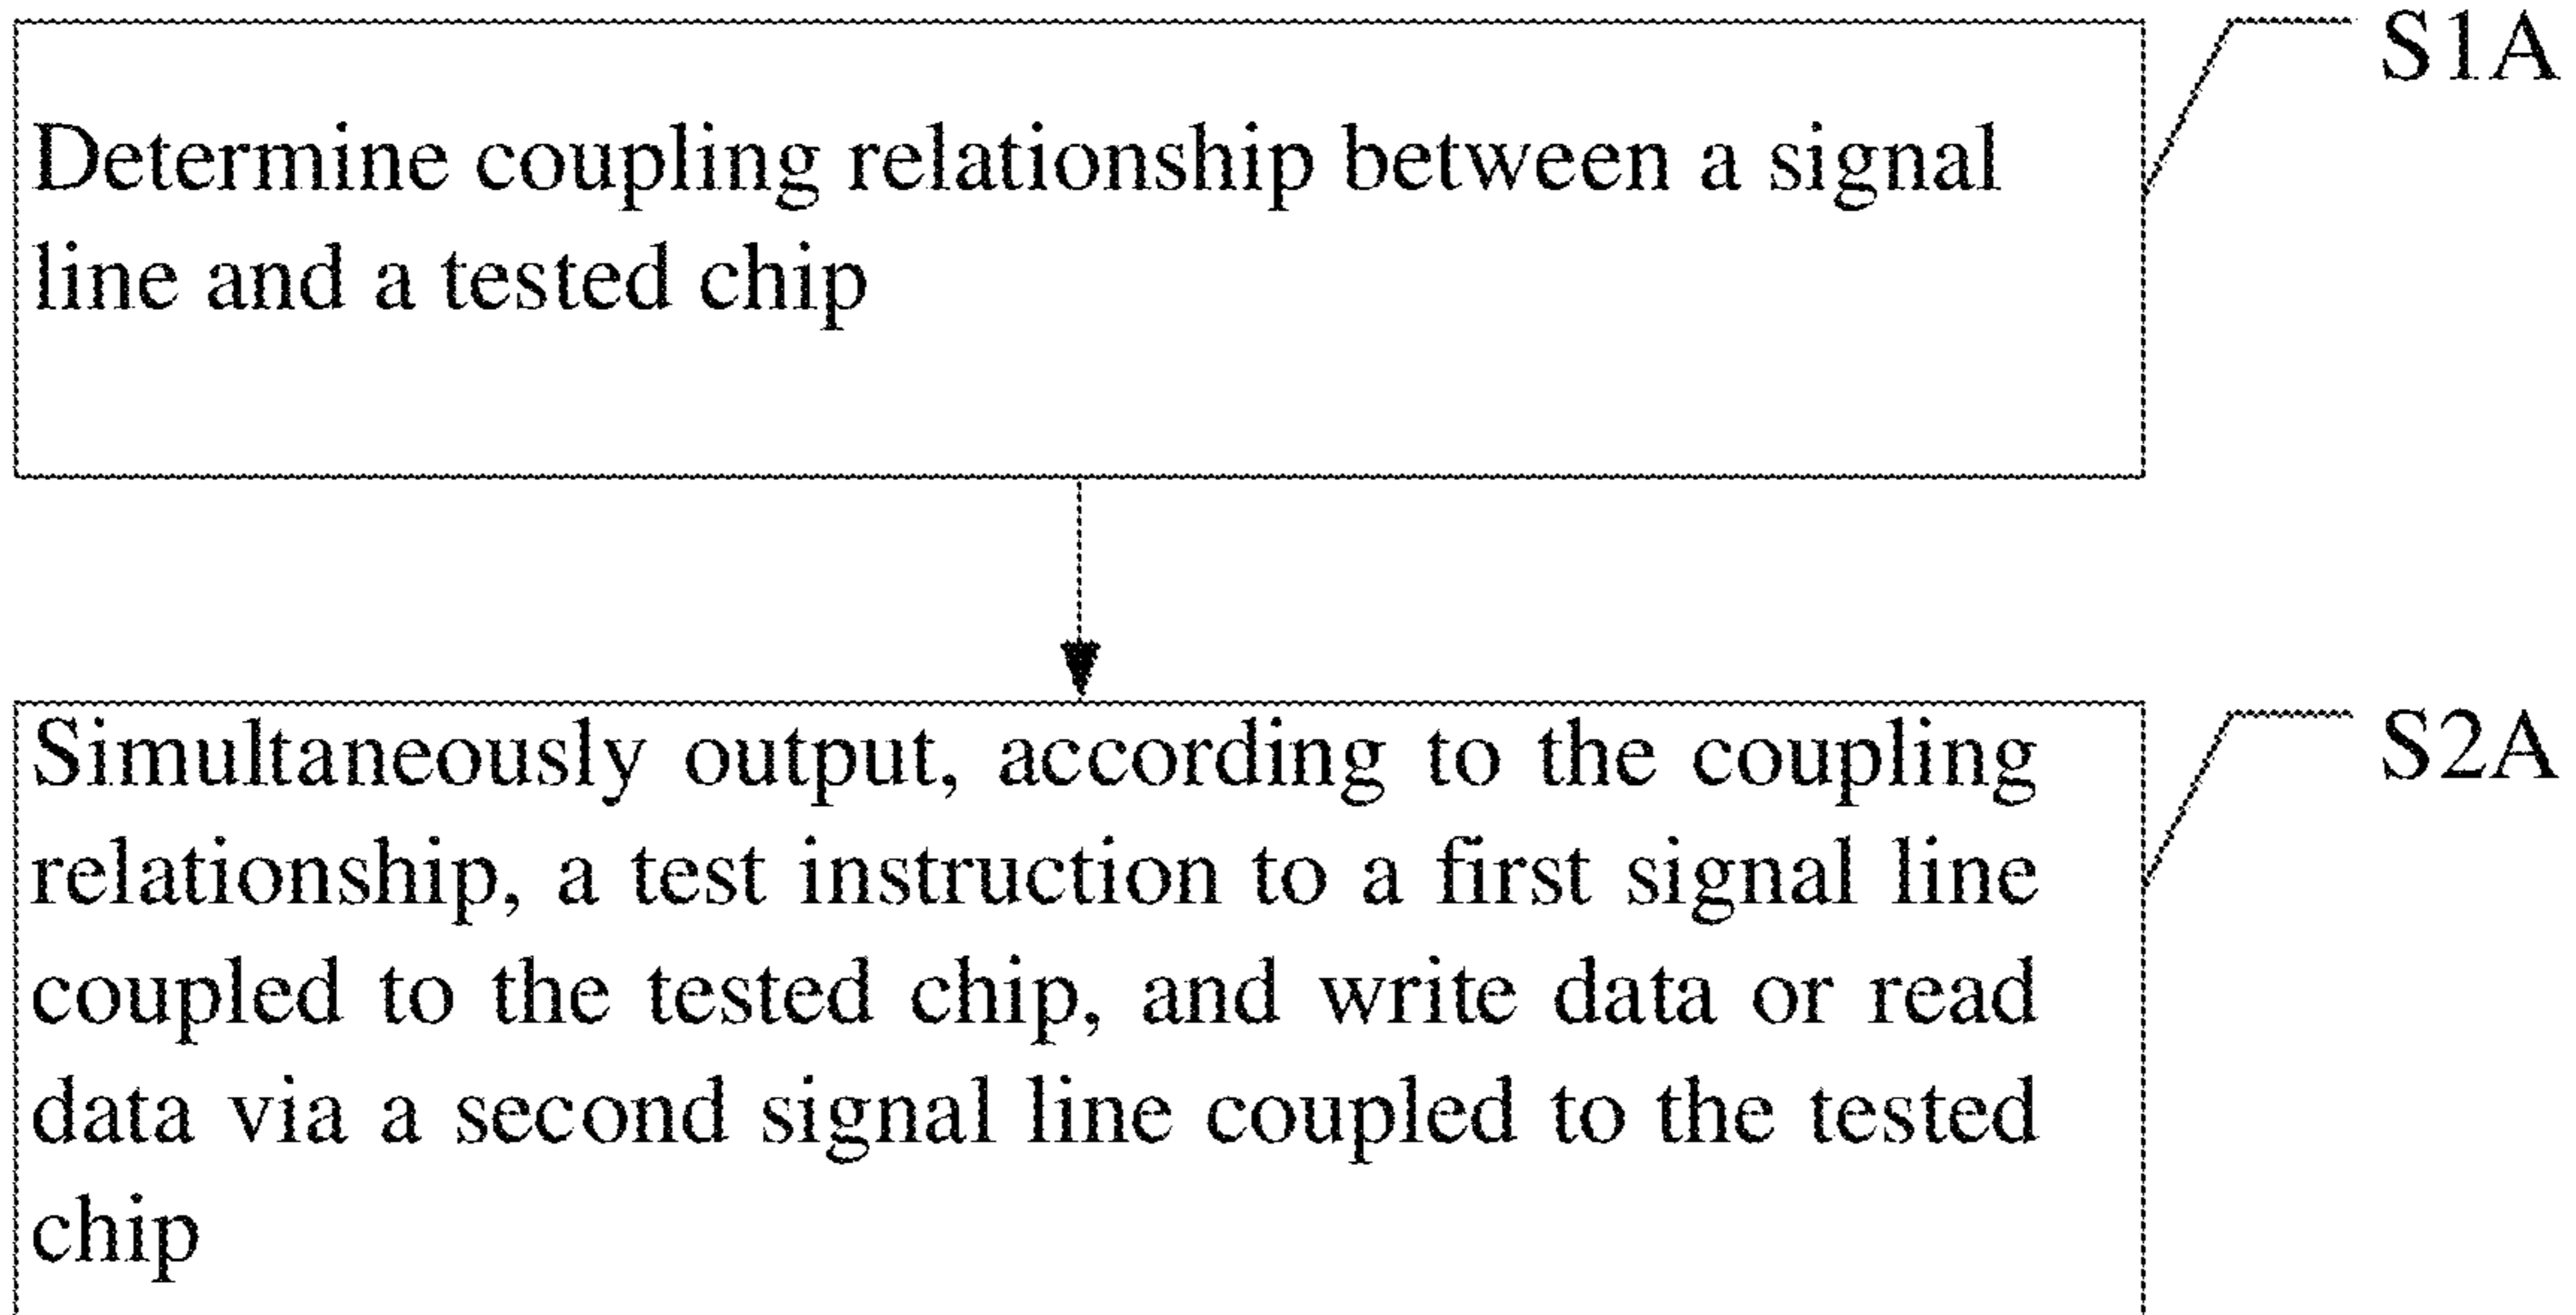 S1A
Determine coupling relationship between a signal
line and a tested chip
S2A
Simultaneously output, according to the coupling
relationship, a test instruction to a first signal line
coupled to the tested chip, and write data or read
data via a second signal line coupled to the tested
chip